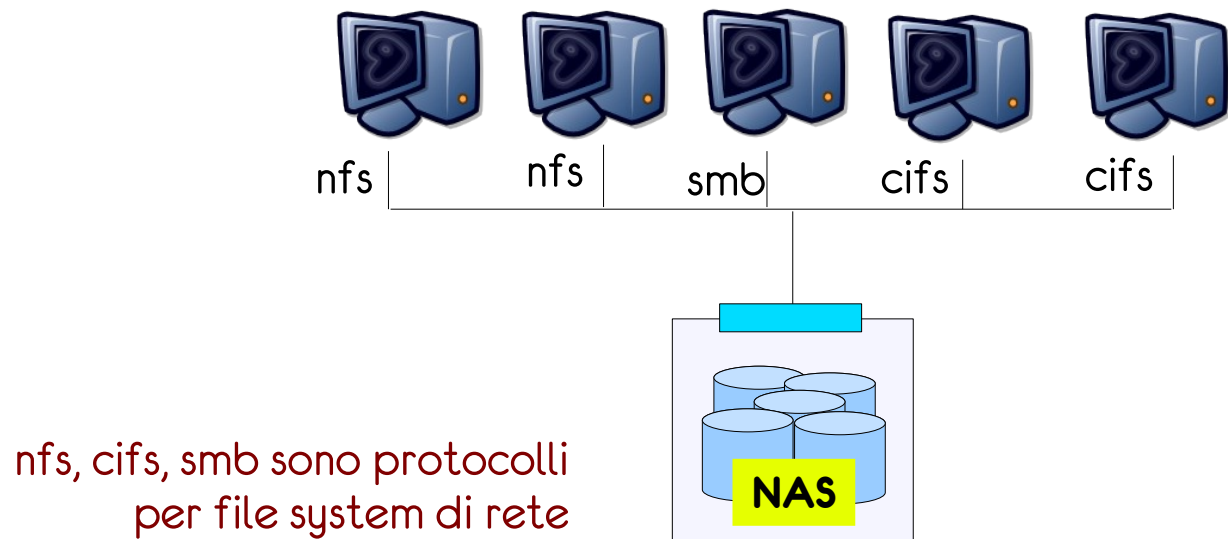 nfs
nfs
smb
cifs
cifs
nfs, cifs, smb sono protocolli
per file system di rete
NAS